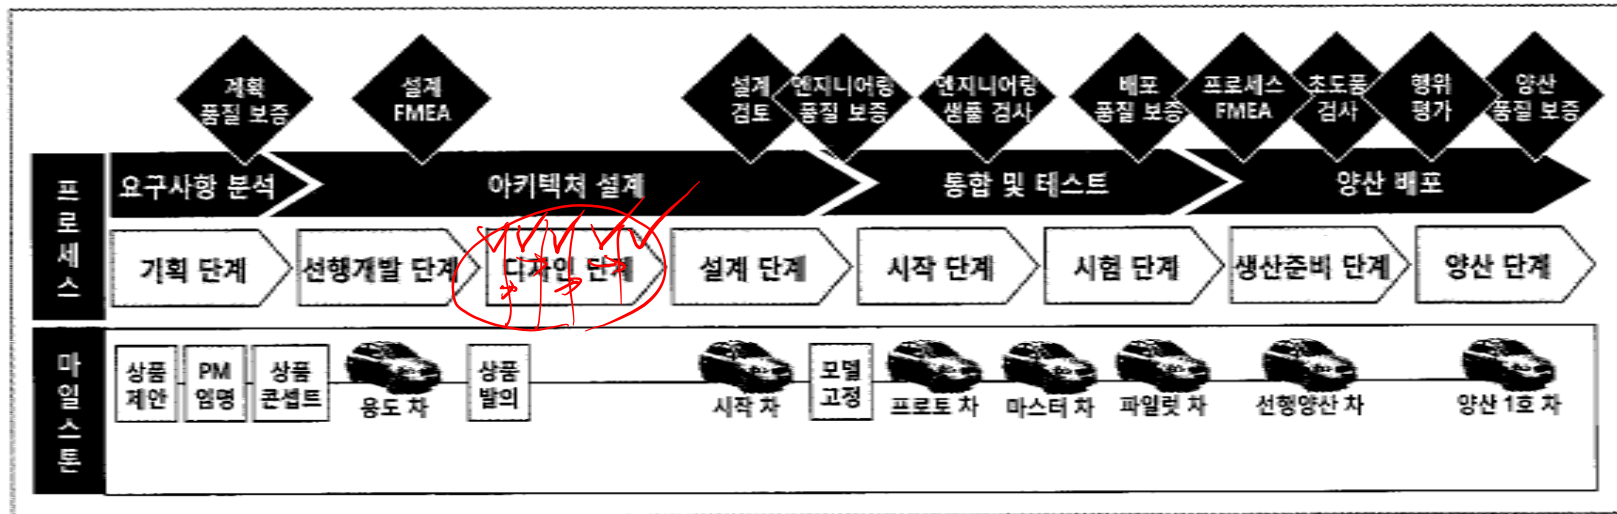 계획
품질 보증
설계
FMEA
설계
검토
엔지니어링
품질 보증
엔지니어링
샘플 검사
배포
품질 보증
프로세스
FMEA
초도품
검사
행위
평가
양산
품질 보증
프로세스
요구사항 분석
아키텍처 설계
통합 및 테스트
양산 배포
기획 단계
선행개발 단계
디자인 단계
설계 단계
시작 단계
시험 단계
생산준비 단계
양산 단계
마일스톤
상품
제안
PM
임명
상품
콘셉트
용도 차
상품
발의
시작 차
모델
고정
프로토 차
마스터 차
파일럿 차
선행양산 차
양산 1호 차